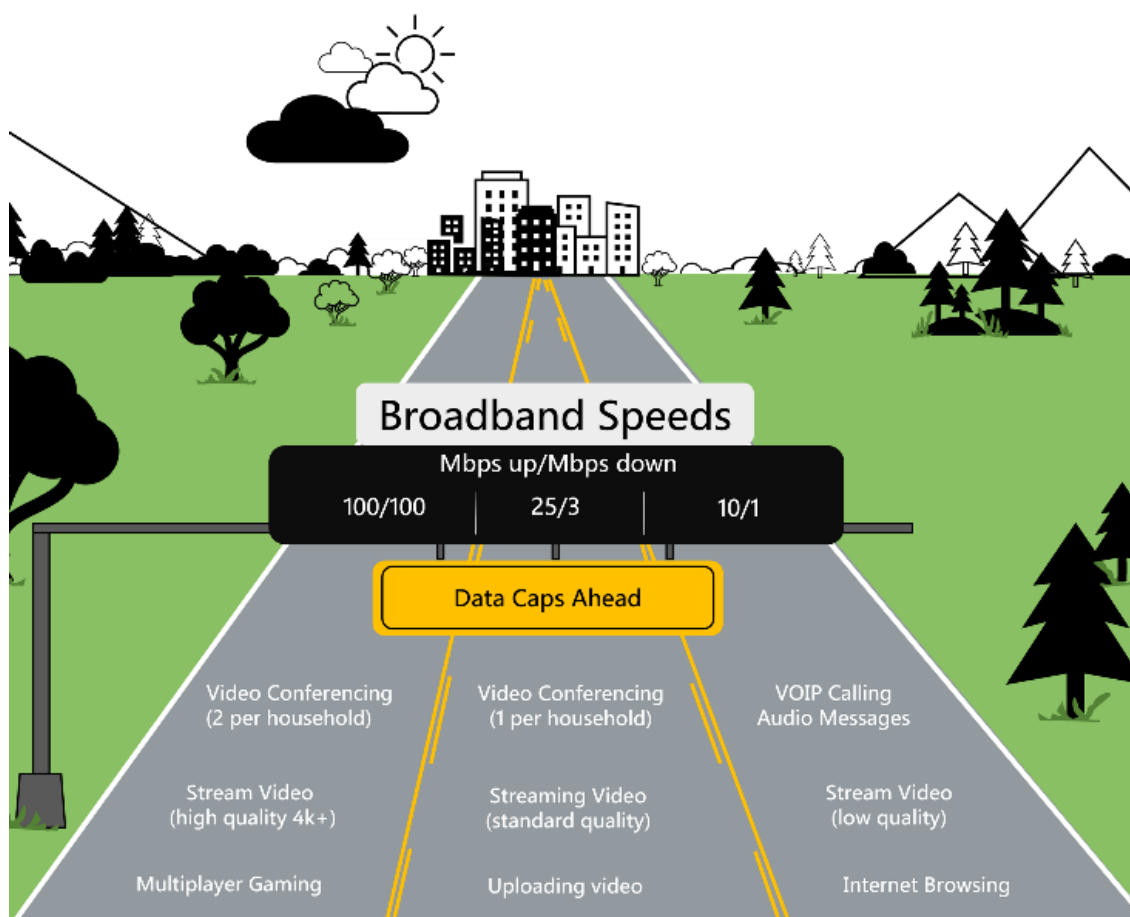 Broadband Speeds
Mbps up/Mbps down
100/100
25/3
10/1
Data Caps Ahead
Video Conferencing
(2 per household)
Video Conferencing
(1 per household)
VOIP Calling
Audio Messages
Stream Video
(high quality 4k+)
Streaming Video
(standard quality)
Stream Video
(low quality)
Multiplayer Gaming
Uploading video
Internet Browsing